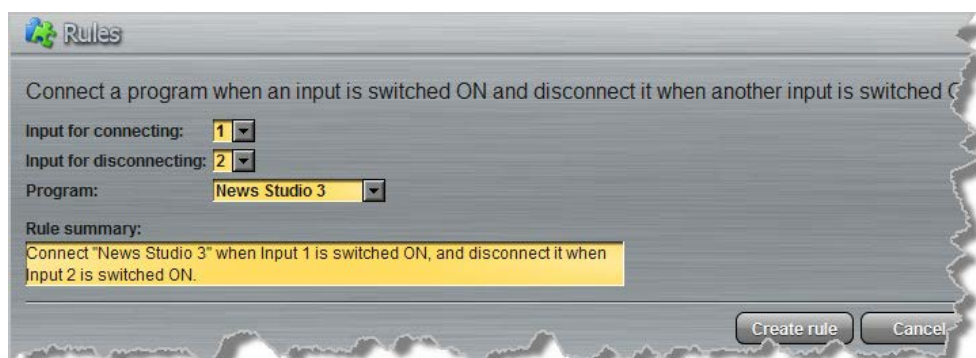 Rules
Connect a program when an input is switched ON and disconnect it when another input is switched
Input for connecting: 1
Input for disconnecting: 2
Program: News Studio 3
Rule summary:
Connect "News Studio 3" when Input 1 is switched ON, and disconnect it when
Input 2 is switched ON.
Create rule Cancel